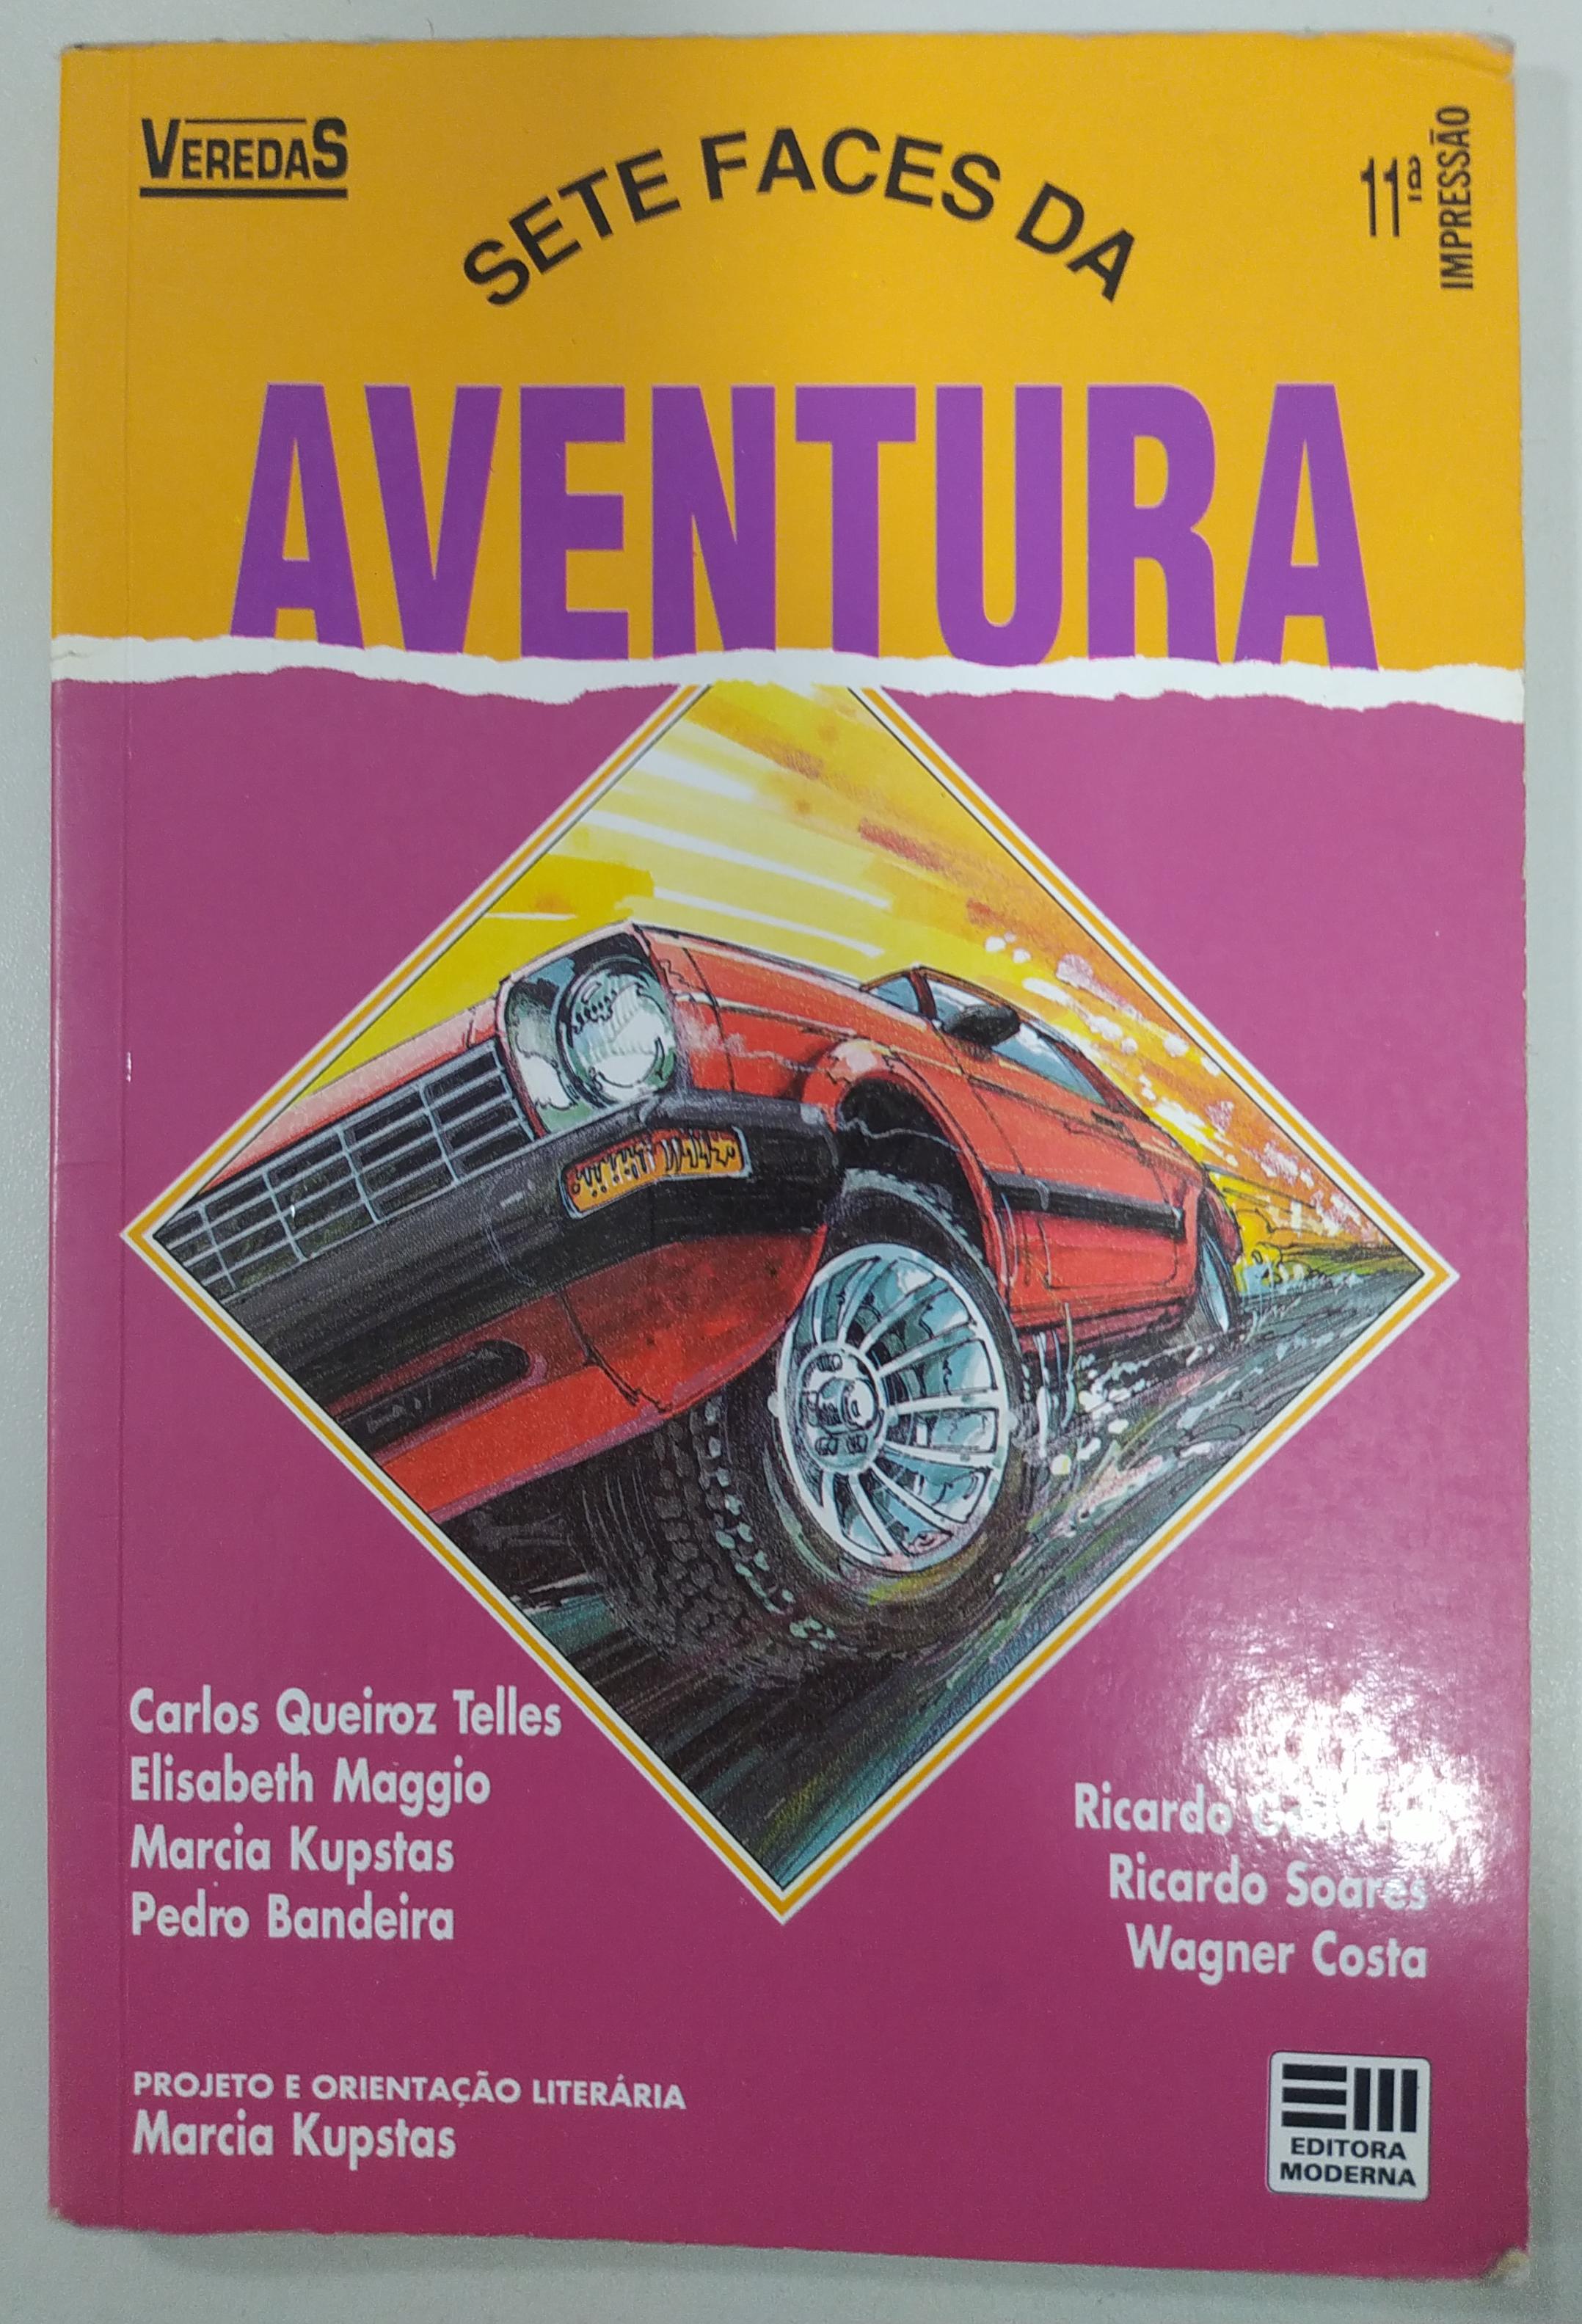 VEREDAS
SETE FACES DA
11ª
IMPRESSÃO
AVENTURA
Carlos Queiroz Telles
Elisabeth Maggio
Marcia Kupstas
Pedro Bandeira
Ricardo
Ricardo Soares
Wagner Costa
PROJETO E ORIENTAÇÃO LITERÁRIA
Marcia Kupstas
EDITORA
MODERNA